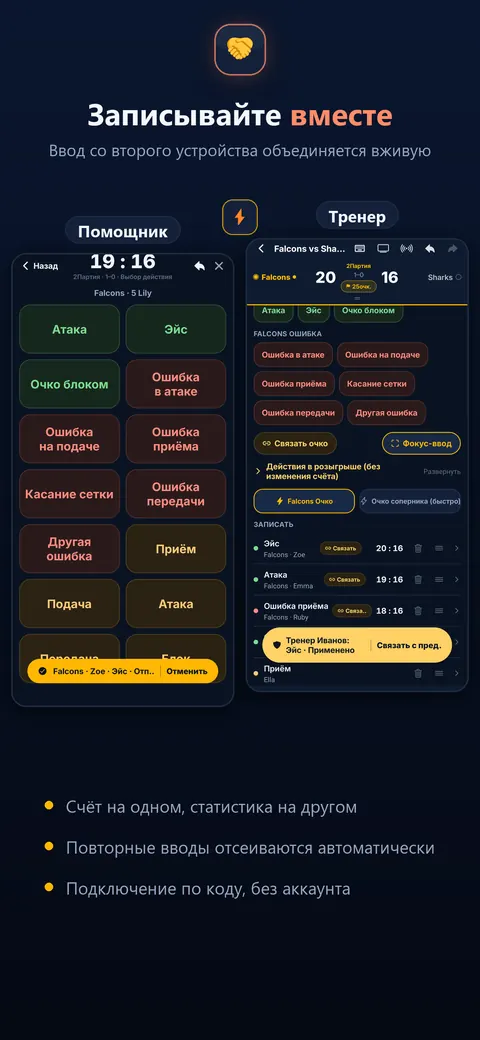 Записывайте вместе
Ввод со второго устройства объединяется вживую
Помощник
Назад
19 : 16
2Партия · 1-0 · Выбор действия
Falcons · 5 Lily
Атака
Эйс
Очко блоком
Ошибка
в атаке
Ошибка
на подаче
Ошибка
приёма
Касание сетки
Ошибка
передачи
Другая
ошибка
Приём
Подача
Атака
Falcons · Zoe · Эйс · Отп..
Отменить
Тренер
Falcons vs Sha...
Falcons
20
2Партия
1-0
25очк.
16
Sharks
Атака
Эйс
Очко блоком
FALCONS ОШИБКА
Ошибка в атаке
Ошибка на подаче
Ошибка приёма
Касание сетки
Ошибка передачи
Другая ошибка
Связать очко
Фокус-ввод
Действия в розыгрыше (без
изменения счёта)
Развернуть
Falcons Очко
Очко соперника (быстро)
ЗАПИСАТЬ
Эйс
Falcons · Zoe
Связать
20 : 16
Атака
Falcons · Emma
Связать
19 : 16
Ошибка приёма
Falcons · Ruby
Связа..
18 : 16
Тренер Иванов:
Эйс · Применено
Связать с пред.
Приём
Ella
Счёт на одном, статистика на другом
Повторные вводы отсеиваются автоматически
Подключение по коду, без аккаунта